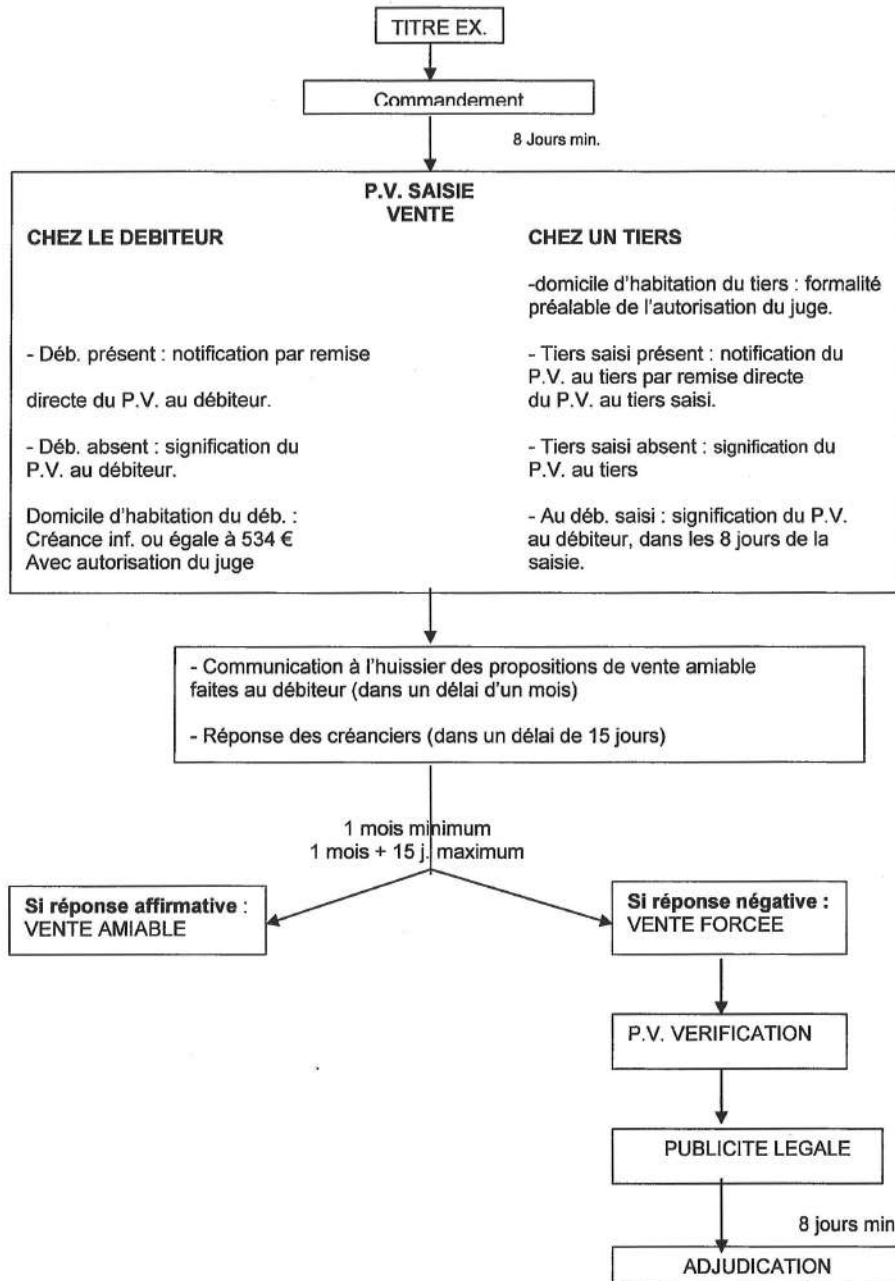 TITRE EX.
Commandement
8 Jours min.
P.V. SAISIE
VENTE
CHEZ LE DEBITEUR
- Déb. présent : notification par remise
directe du P.V. au débiteur.
- Déb. absent : signification du
P.V. au débiteur.
Domicile d'habitation du déb. :
Créance inf. ou égale à 534 €
Avec autorisation du juge
CHEZ UN TIERS
-domicile d'habitation du tiers : formalité
préalable de l'autorisation du juge.
- Tiers saisi présent : notification du
P.V. au tiers par remise directe
du P.V. au tiers saisi.
- Tiers saisi absent : signification du
P.V. au tiers
- Au déb. saisi : signification du P.V.
au débiteur, dans les 8 jours de la
saisie.
- Communication à l'huissier des propositions de vente amiable
faites au débiteur (dans un délai d'un mois)
- Réponse des créanciers (dans un délai de 15 jours)
1 mois minimum
1 mois + 15 j. maximum
Si réponse affirmative :
VENTE AMIABLE
Si réponse négative :
VENTE FORCEE
P.V. VERIFICATION
PUBLICITE LEGALE
8 jours min
ADJUDICATION